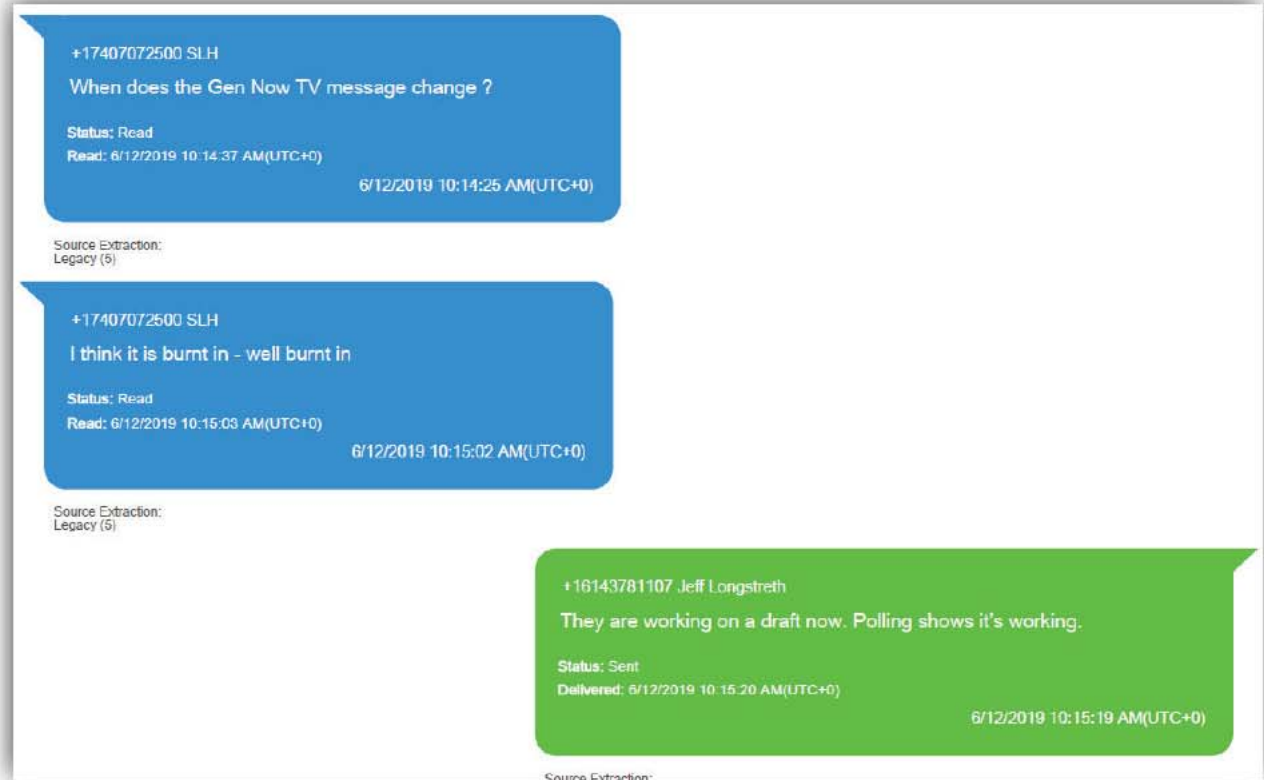 +17407072500 SLH
When does the Gen Now TV message change ?
Status: Read
Read: 6/12/2019 10:14:37 AM(UTC+0)
6/12/2019 10:14:25 AM(UTC+0)
Source Extraction:
Legacy (5)
+17407072500 SLH
I think it is burnt in - well burnt in
Status: Read
Read: 6/12/2019 10:15:03 AM(UTC+0)
6/12/2019 10:15:02 AM(UTC+0)
Source Extraction:
Legacy (5)
+16143781107 Jeff Longstreth
They are working on a draft now. Polling shows it's working.
Status: Sent
Delivered: 6/12/2019 10:15:20 AM(UTC+0)
6/12/2019 10:15:19 AM(UTC+0)
Source Extraction: